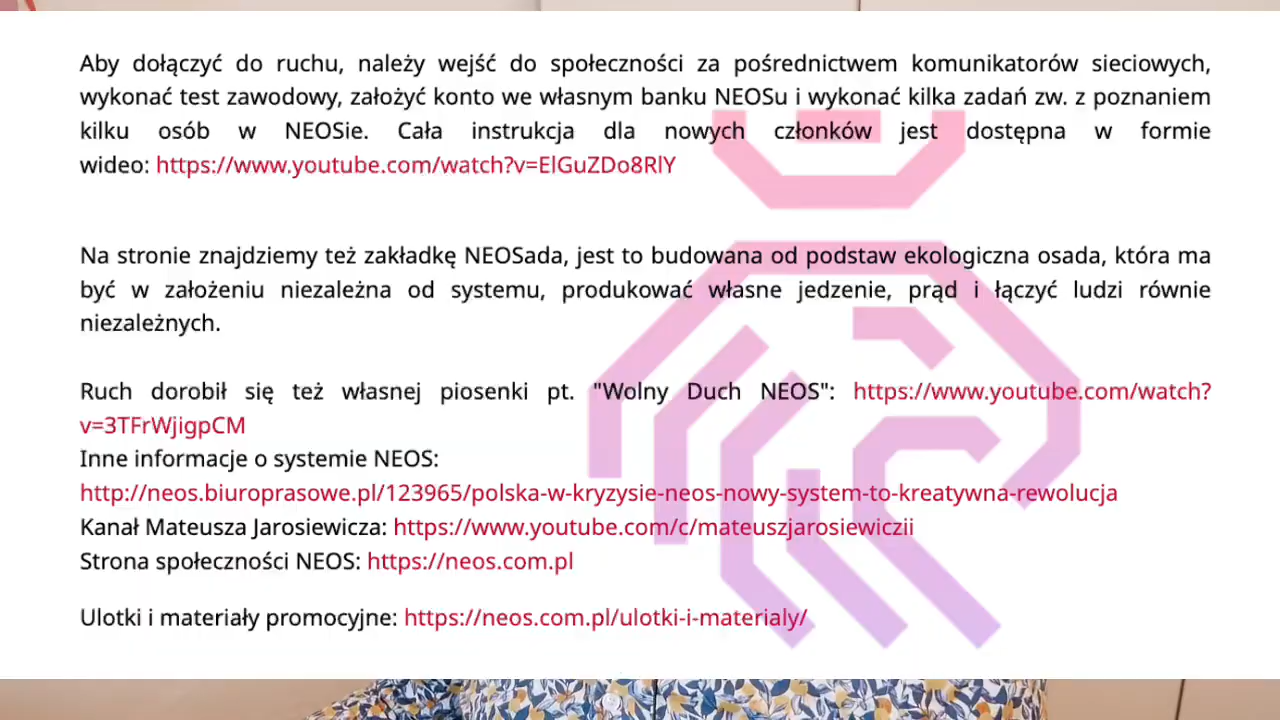 Aby dołączyć do ruchu, należy wejść do społeczności za pośrednictwem komunikatorów sieciowych,
wykonać test zawodowy, założyć konto we własnym banku NEOSu i wykonać kilka zadań zw. z poznaniem
kilku osób w NEOSie. Cała instrukcja dla nowych członków jest dostępna w formie
wideo: https://www.youtube.com/watch?v=ElGuZDo8RlY
Na stronie znajdziemy też zakładkę NEOSada, jest to budowana od podstaw ekologiczna osada, która ma
być w założeniu niezależna od systemu, produkować własne jedzenie, prąd i łączyć ludzi równie
niezależnych.
Ruch dorobił się też własnej piosenki pt. "Wolny Duch NEOS": https://www.youtube.com/watch?
v=3TFrWjigpCM
Inne informacje o systemie NEOS:
http://neos.biuroprasowe.pl/123965/polska-w-kryzysie-neos-nowy-system-to-kreatywna-rewolucja
Kanał Mateusza Jarosiewicza: https://www.youtube.com/c/mateuszjarosiewiczii
Strona społeczności NEOS: https://neos.com.pl
Ulotki i materiały promocyjne: https://neos.com.pl/ulotki-i-materialy/